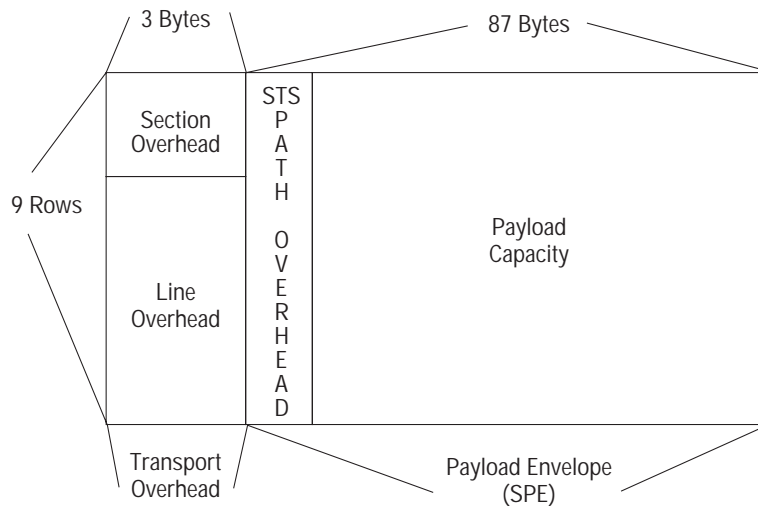 3 Bytes
87 Bytes
Section
Overhead
STS
P
A
T
H
O
V
E
R
H
E
A
D
9 Rows
Line
Overhead
Payload
Capacity
Transport
Overhead
Payload Envelope
(SPE)